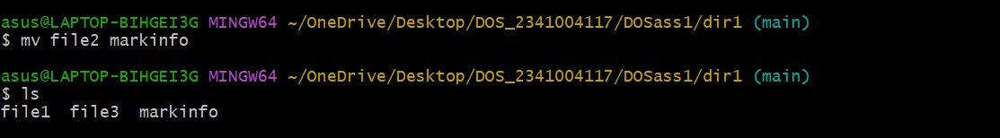 asus@LAPTOP-BIHGEI3G MINGW64 ~/OneDrive/Desktop/DOS_2341004117/DOSass1/dir1 (main)
$ mv file2 markinfo
asus@LAPTOP-BIHGEI3G MINGW64 ~/OneDrive/Desktop/DOS_2341004117/DOSass1/dir1 (main)
$ ls
file1  file3  markinfo